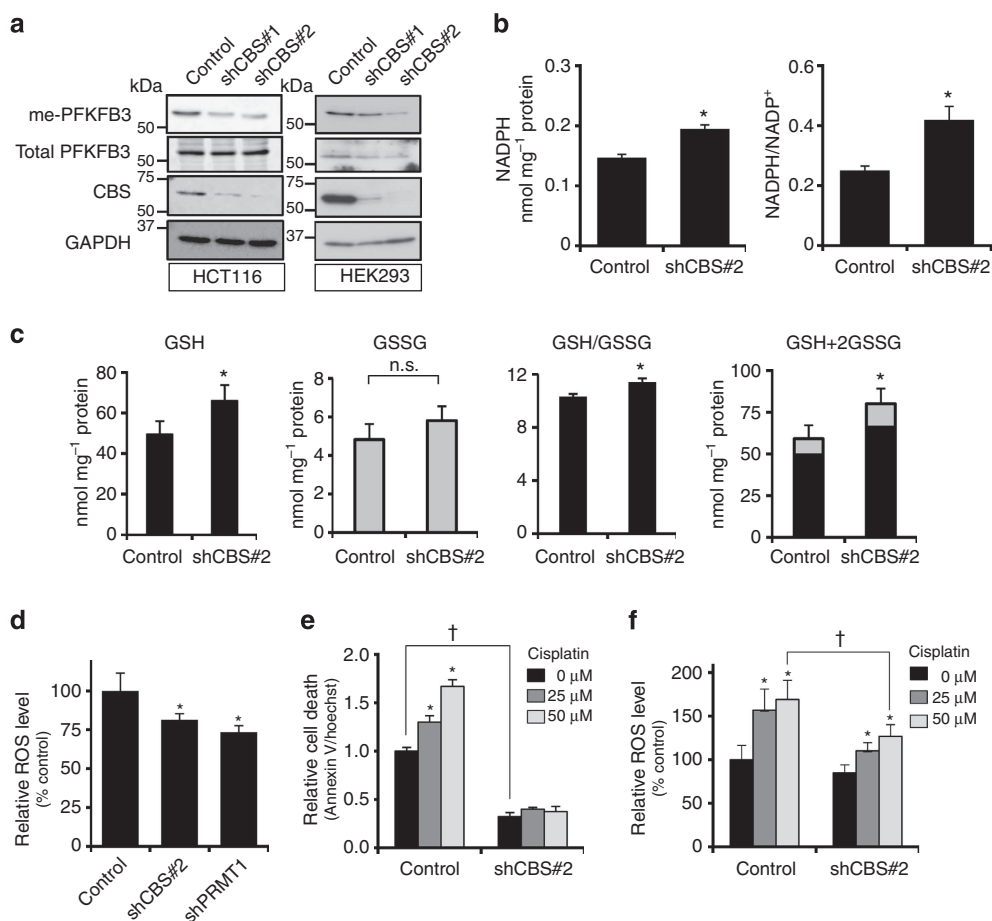 a
Control
shCBS#1
shCBS#2
Control
shCBS#1
shCBS#2
kDa
kDa
me-PFKFB3
50
50
Total PFKFB3
CBS
75
50
75
50
GAPDH
37
37
HCT116
HEK293
b
NADPH
nmol mg–1 protein
0.3
0.2
0.1
0
Control shCBS#2
*
NADPH/NADP+
0.6
0.4
0.2
0
Control shCBS#2
*
c
GSH
nmol mg–1 protein
80
60
40
20
0
*
Control shCBS#2
GSSG
8
6
4
2
0
n.s.
Control shCBS#2
GSH/GSSG
12
8
4
0
*
Control shCBS#2
GSH+2GSSG
nmol mg–1 protein
100
75
50
25
0
*
Control shCBS#2
d
Relative ROS level
(% control)
100
75
50
25
0
* *
Control
shCBS#2
shPRMT1
e
Relative cell death
(Annexin V/hoechst)
2.0
1.5
1.0
0.5
0.0
†
* *
Cisplatin
0 μM
25 μM
50 μM
Control shCBS#2
f
Relative ROS level
(% control)
200
150
100
50
0
†
* * * *
Cisplatin
0 μM
25 μM
50 μM
Control shCBS#2